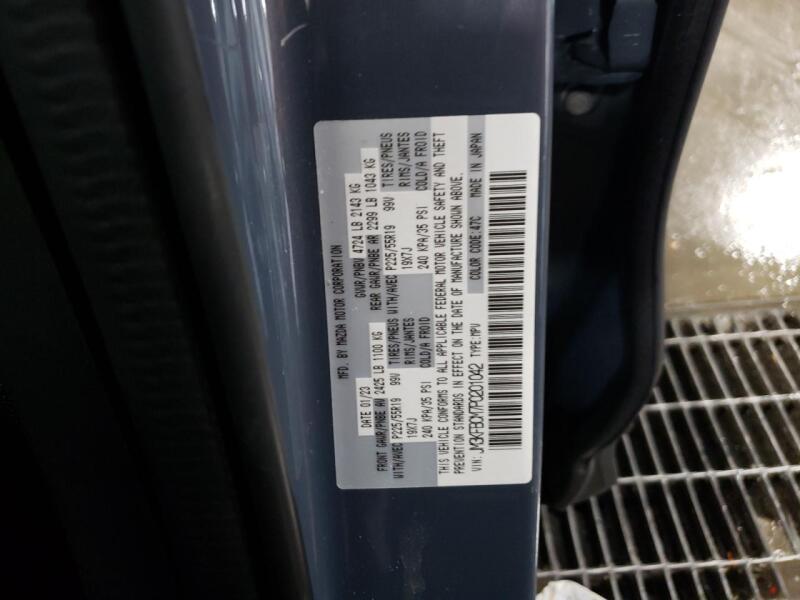 MFD. BY MAZDA MOTOR CORPORATION
DATE 01/23 GVWR/PNBV 4724 LB 2143 KG
FRONT GAWR/PNBE AV 2425 LB 1100 KG REAR GAWR/PNBE AR 2299 LB 1043 KG
TIRES/PNEUS TIRES/PNEUS
WITH/AVEC P225/55R19 99V RIMS/JANTES WITH/AVEC P225/55R19 99V RIMS/JANTES
19X7J COLD/A FROID 19X7J COLD/A FROID
240 KPA/35 PSI 240 KPA/35 PSI
THIS VEHICLE CONFORMS TO ALL APPLICABLE FEDERAL MOTOR VEHICLE SAFETY AND THEFT
PREVENTION STANDARDS IN EFFECT ON THE DATE OF MANUFACTURE SHOWN ABOVE.
VIN: JM3KFBCM7P0201042 TYPE:MPV COLOR CODE:47C MADE IN JAPAN